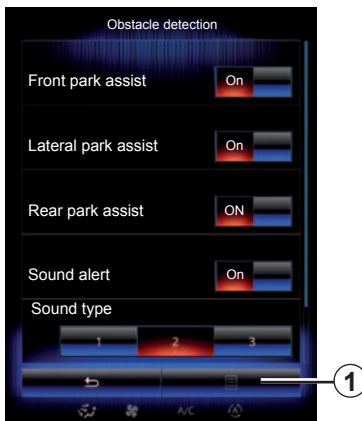 Obstacle detection
Front park assist On
Lateral park assist On
Rear park assist ON
Sound alert On
Sound type
1 2 3
1
A/C